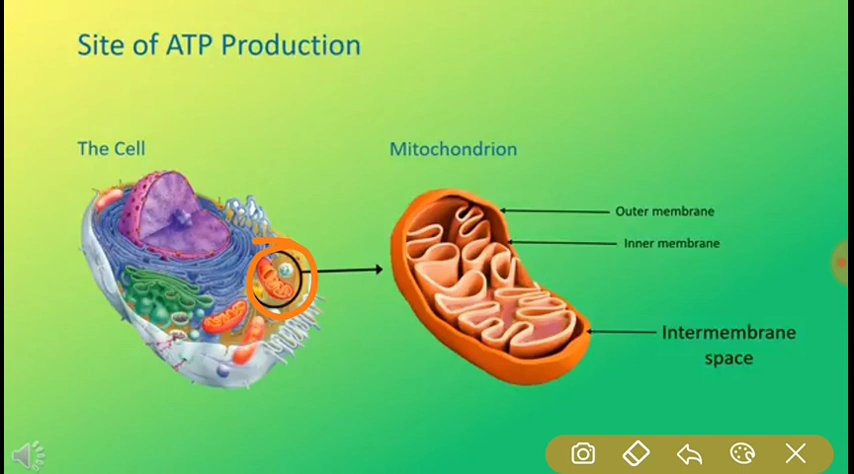 Site of ATP Production
The Cell
Mitochondrion
Outer membrane
Inner membrane
Intermembrane
space